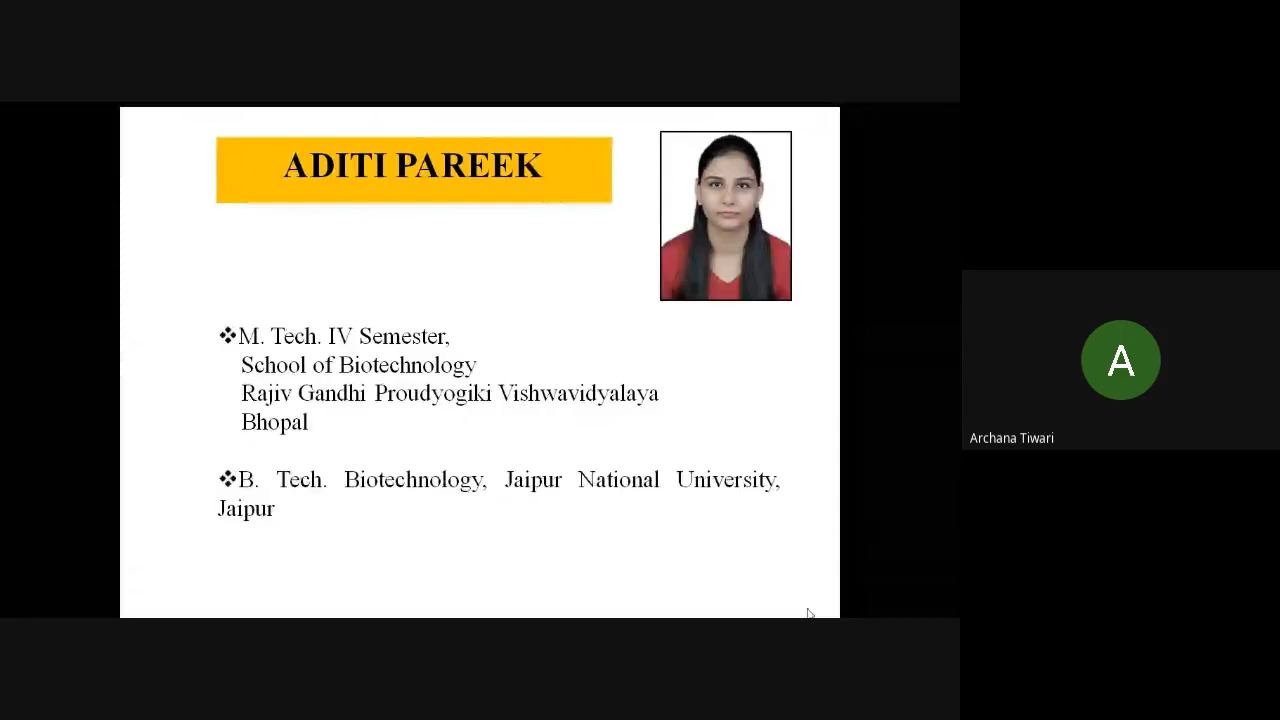 ADITI PAREEK
❖M. Tech. IV Semester,
School of Biotechnology
Rajiv Gandhi Proudyogiki Vishwavidyalaya
Bhopal
❖B. Tech. Biotechnology, Jaipur National University,
Jaipur
A
Archana Tiwari